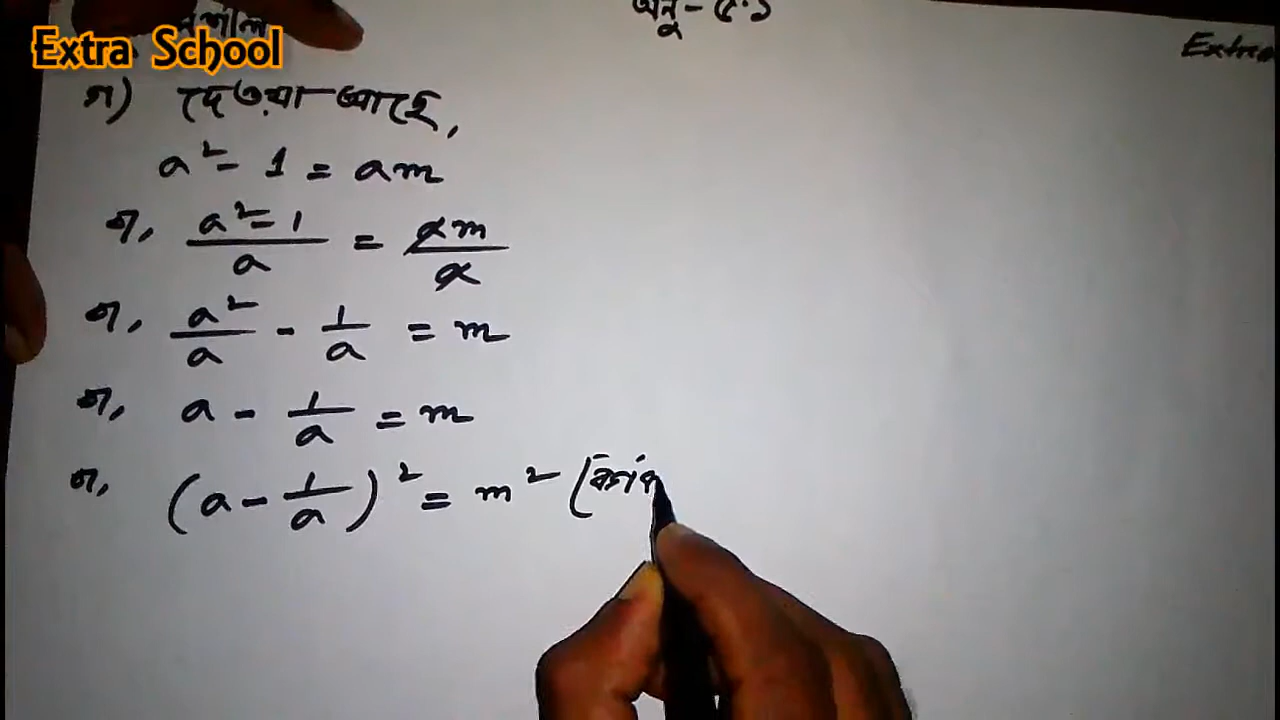 অনু - ৫.১
Extra School
Extra
গ) দেওয়া আছে,
a² - 1 = am
বা, (a² - 1)/a = am/a
বা, a²/a - 1/a = m
বা, a - 1/a = m
বা, (a - 1/a)² = m² (